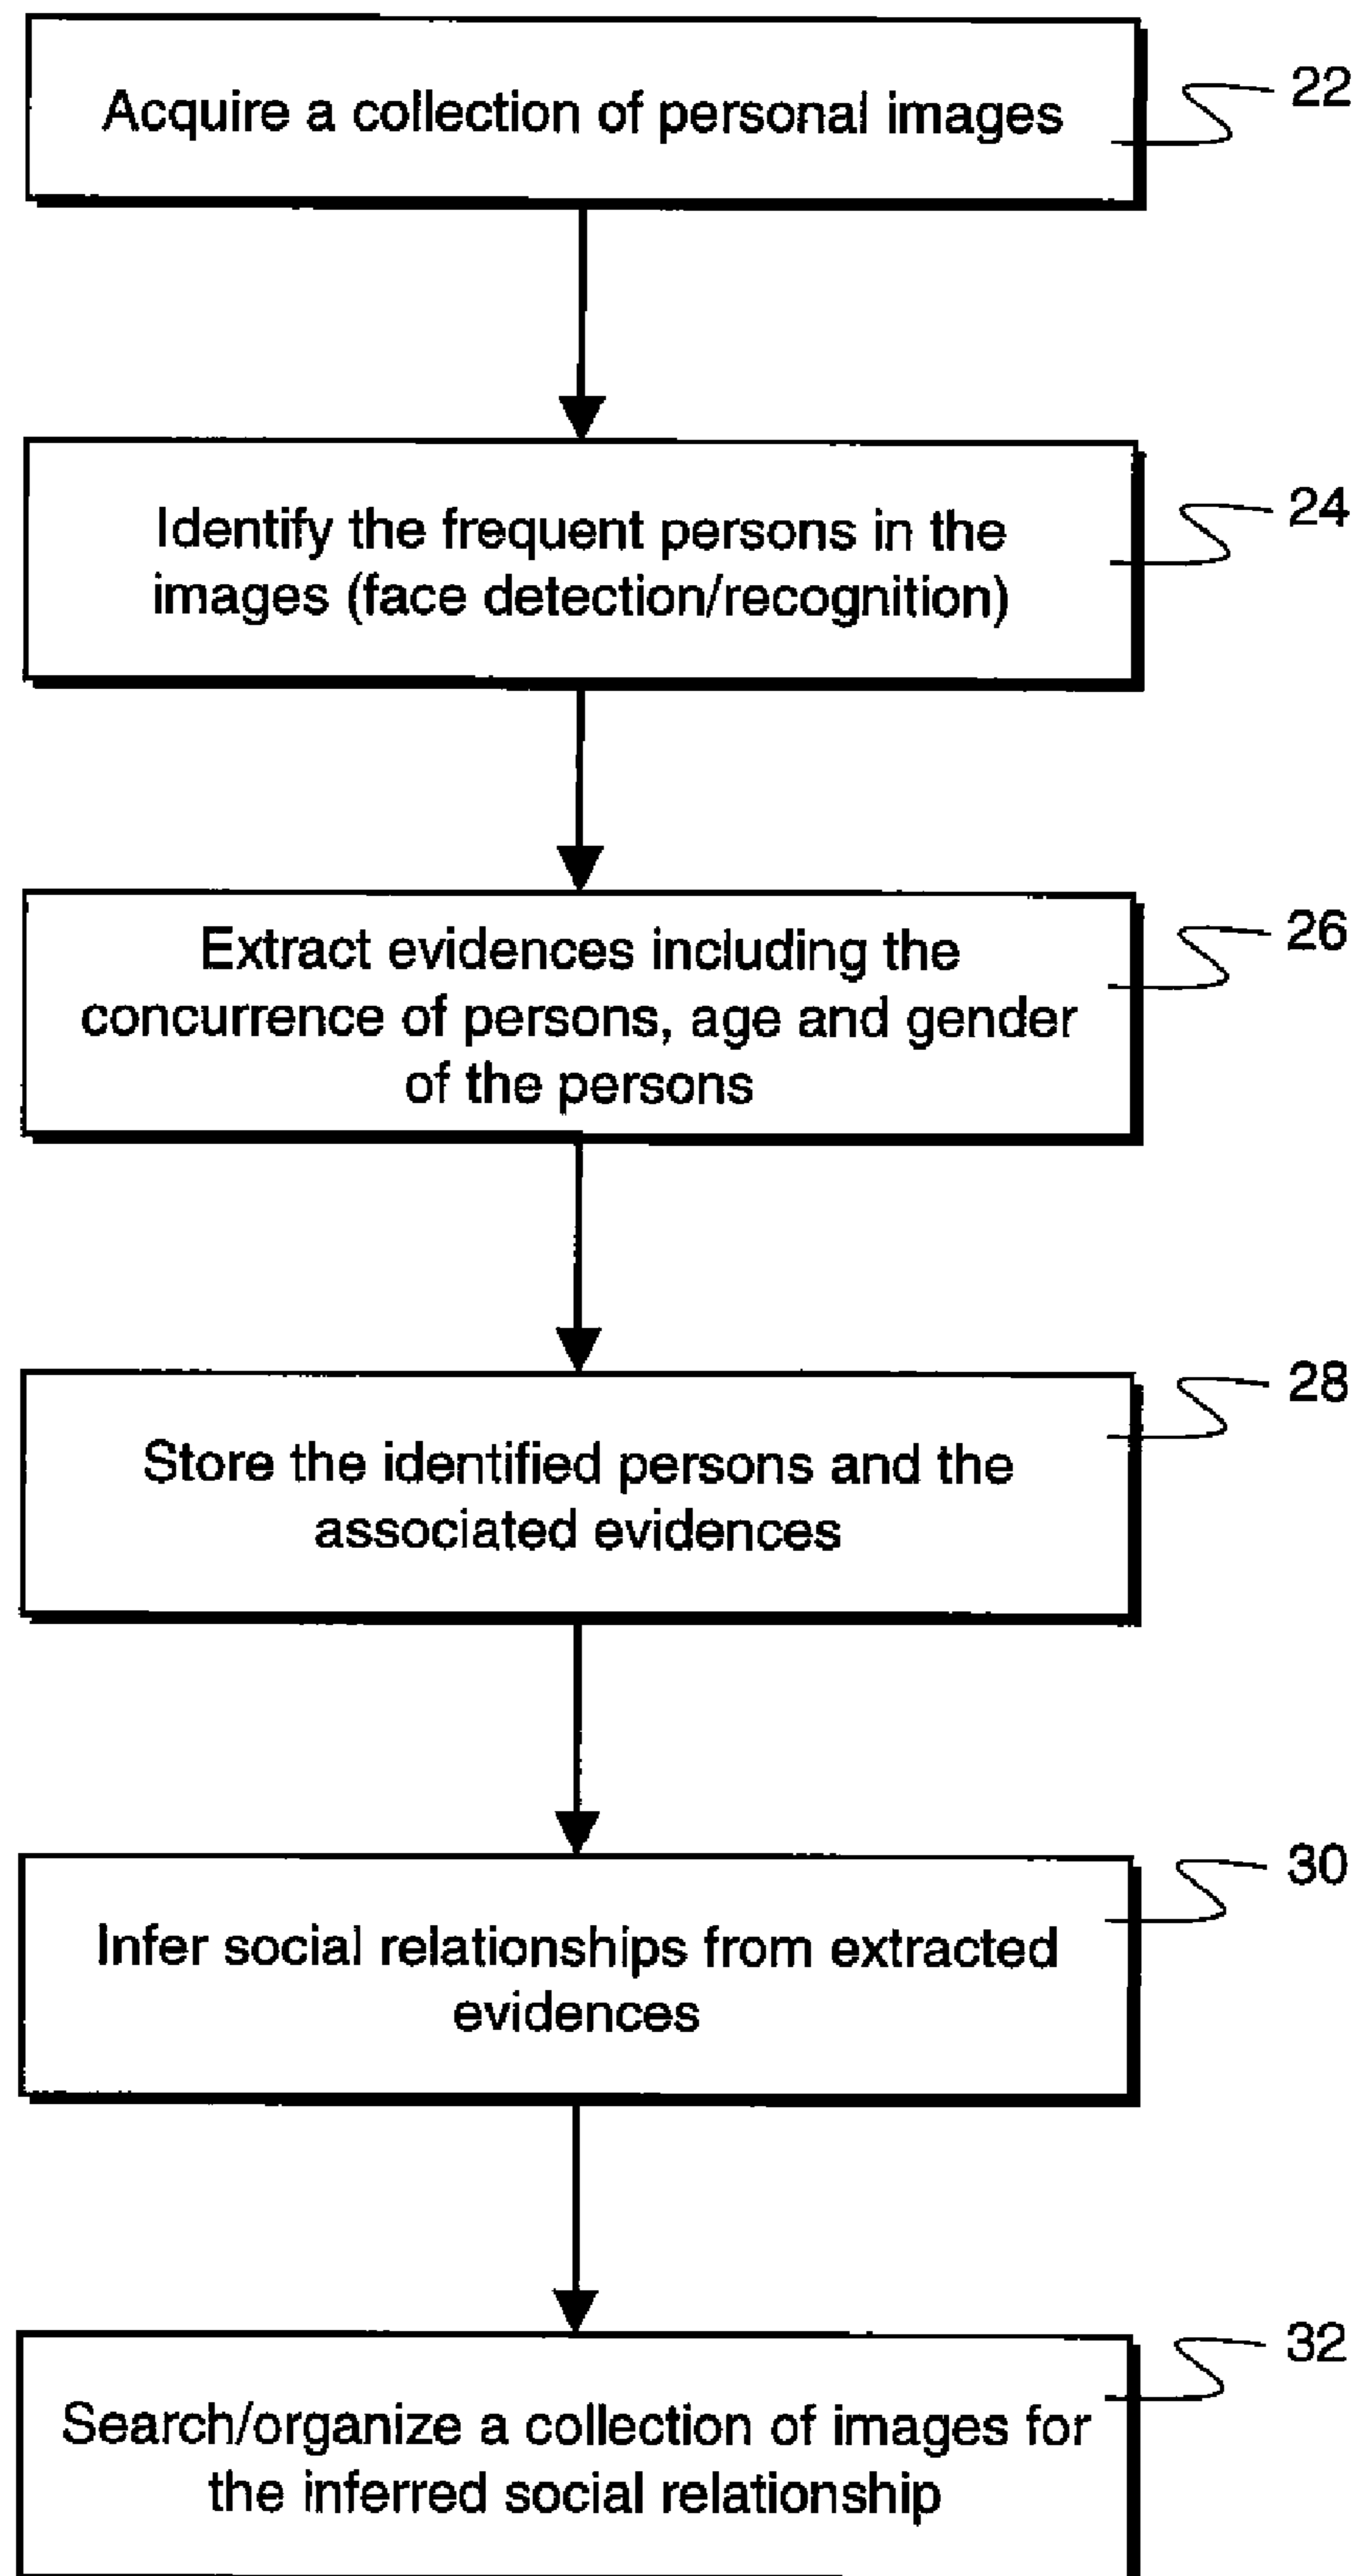 Acquire a collection of personal images
22
Identify the frequent persons in the
images (face detection/recognition)
24
Extract evidences including the
concurrence of persons, age and gender
of the persons
26
Store the identified persons and the
associated evidences
28
Infer social relationships from extracted
evidences
30
Search/organize a collection of images for
the inferred social relationship
32